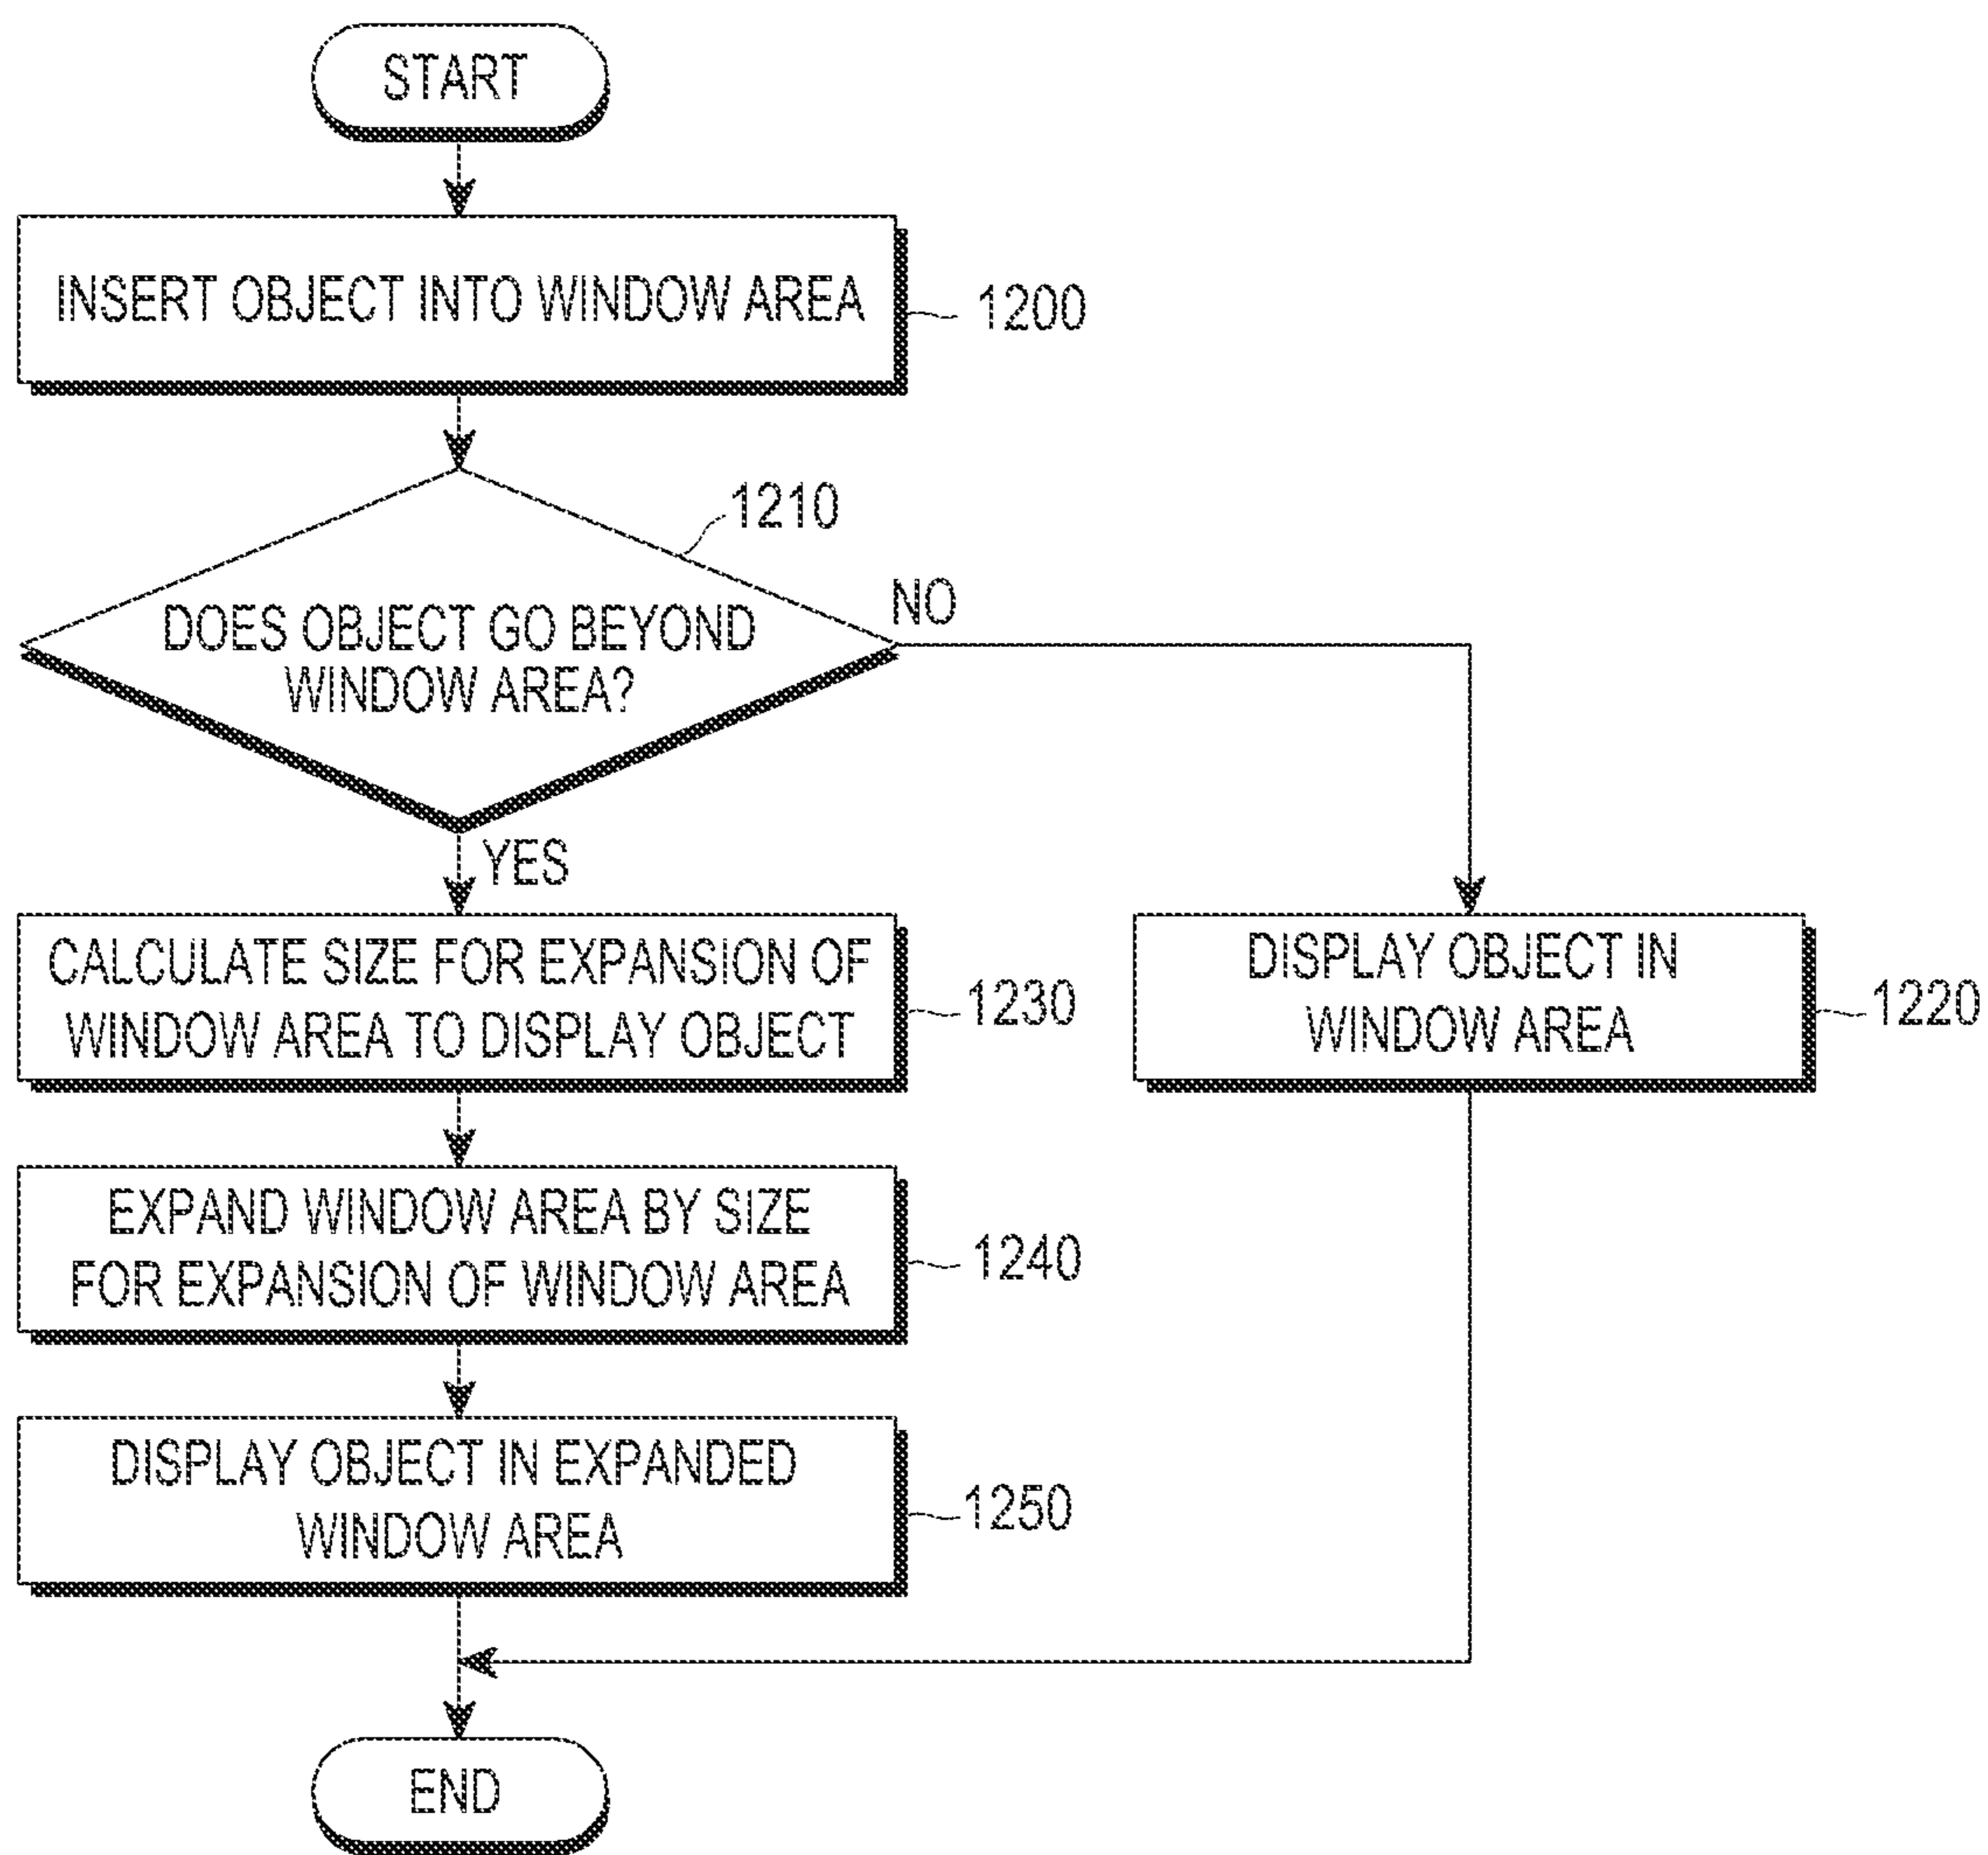 START
INSERT OBJECT INTO WINDOW AREA
1200
1210
DOES OBJECT GO BEYOND
WINDOW AREA?
NO
YES
CALCULATE SIZE FOR EXPANSION OF
WINDOW AREA TO DISPLAY OBJECT
1230
DISPLAY OBJECT IN
WINDOW AREA
1220
EXPAND WINDOW AREA BY SIZE
FOR EXPANSION OF WINDOW AREA
1240
DISPLAY OBJECT IN EXPANDED
WINDOW AREA
1250
END